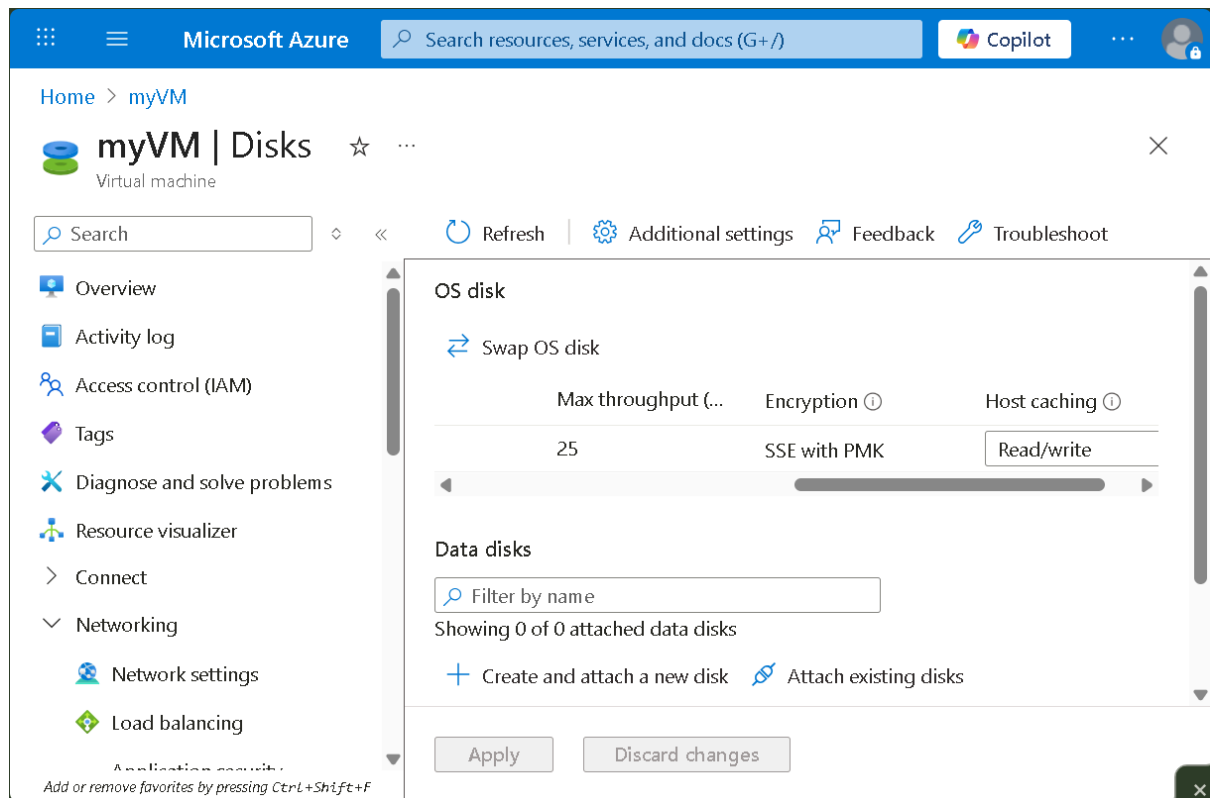 Microsoft Azure
Search resources, services, and docs (G+/)
Copilot
Home > myVM
myVM | Disks
Virtual machine
Search
Refresh
Additional settings
Feedback
Troubleshoot
Overview
Activity log
Access control (IAM)
Tags
Diagnose and solve problems
Resource visualizer
Connect
Networking
Network settings
Load balancing
Application security
Add or remove favorites by pressing Ctrl+Shift+F
OS disk
Swap OS disk
Max throughput (... Encryption Host caching
25 SSE with PMK Read/write
Data disks
Filter by name
Showing 0 of 0 attached data disks
Create and attach a new disk
Attach existing disks
Apply
Discard changes